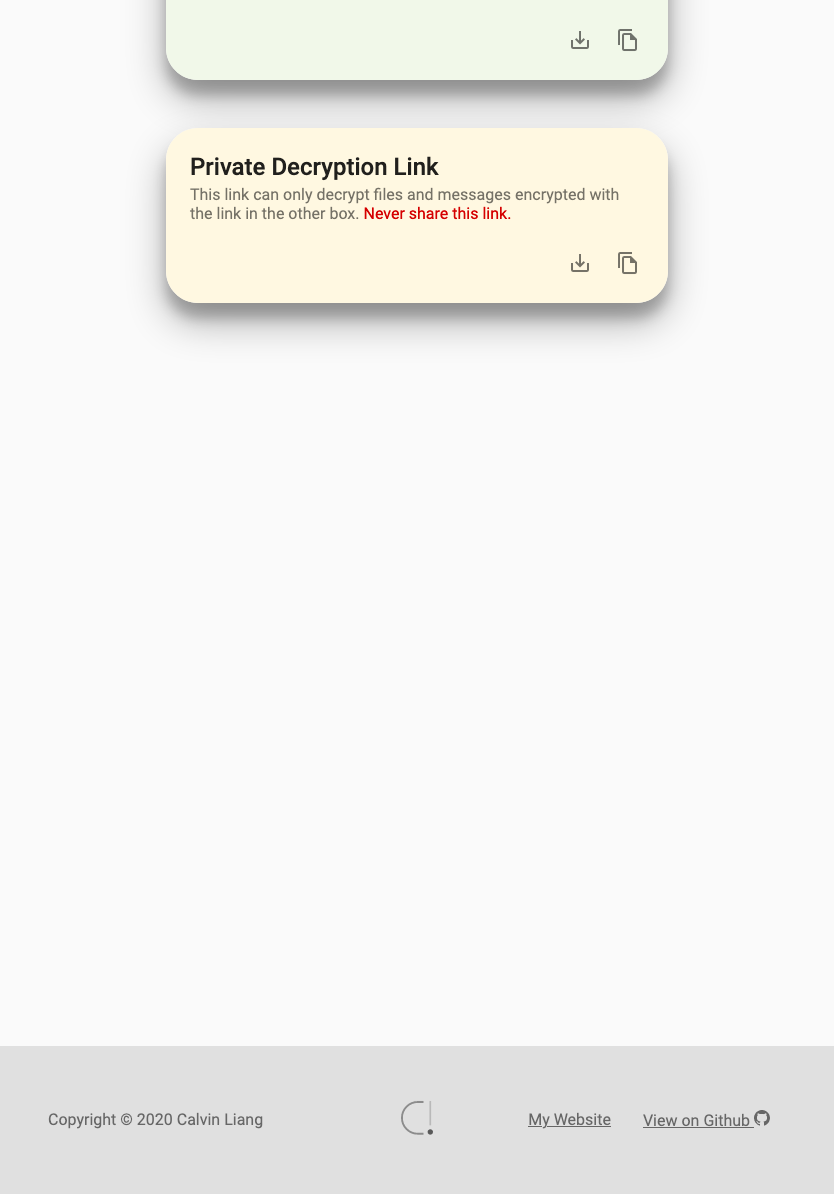 Private Decryption Link
This link can only decrypt files and messages encrypted with
the link in the other box. Never share this link.
Copyright © 2020 Calvin Liang
My Website
View on Github